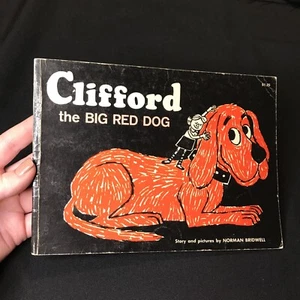 Clifford
the BIG RED DOG
Story and pictures by NORMAN BRIDWELL